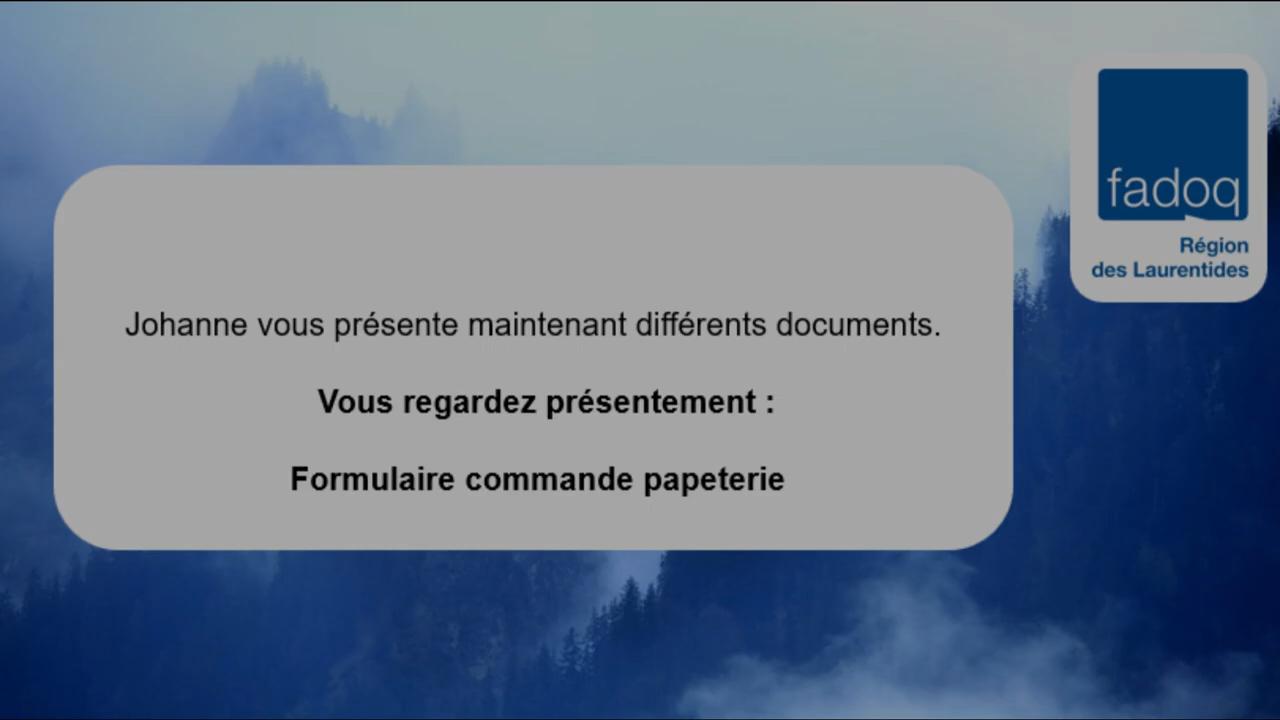 fadoq
Région
des Laurentides
Johanne vous présente maintenant différents documents.
Vous regardez présentement :
Formulaire commande papeterie